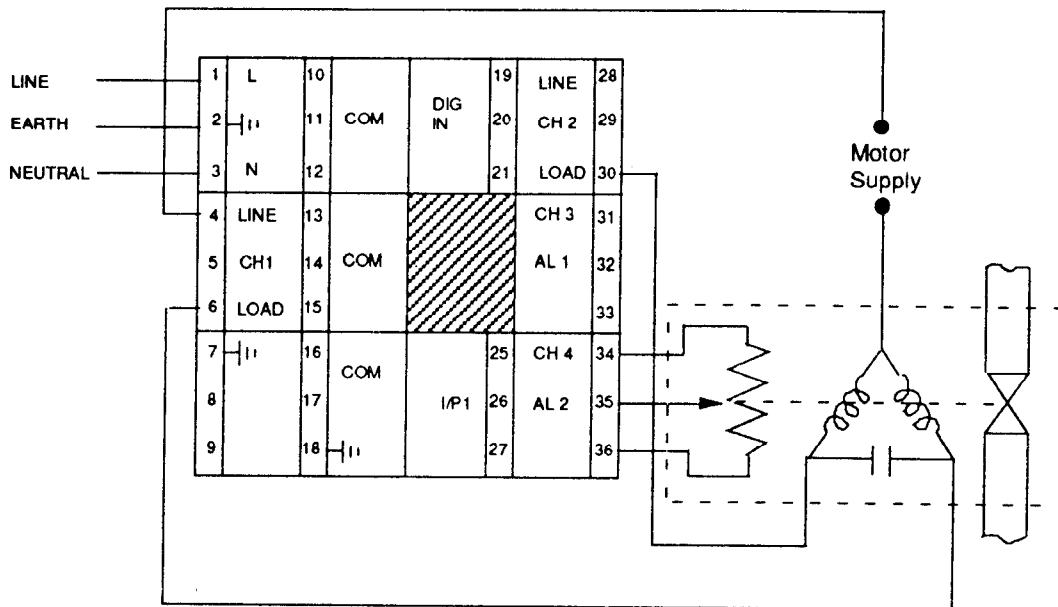 LINE 1 L 10 19 LINE 28
EARTH 2 11 COM DIG IN 20 CH 2 29
NEUTRAL 3 N 12 21 LOAD 30
4 LINE 13 CH 3 31
5 CH1 14 COM AL 1 32
6 LOAD 15 33
7 16 COM 25 CH 4 34
8 17 I/P1 26 AL 2 35
9 18 27 36
Motor
Supply